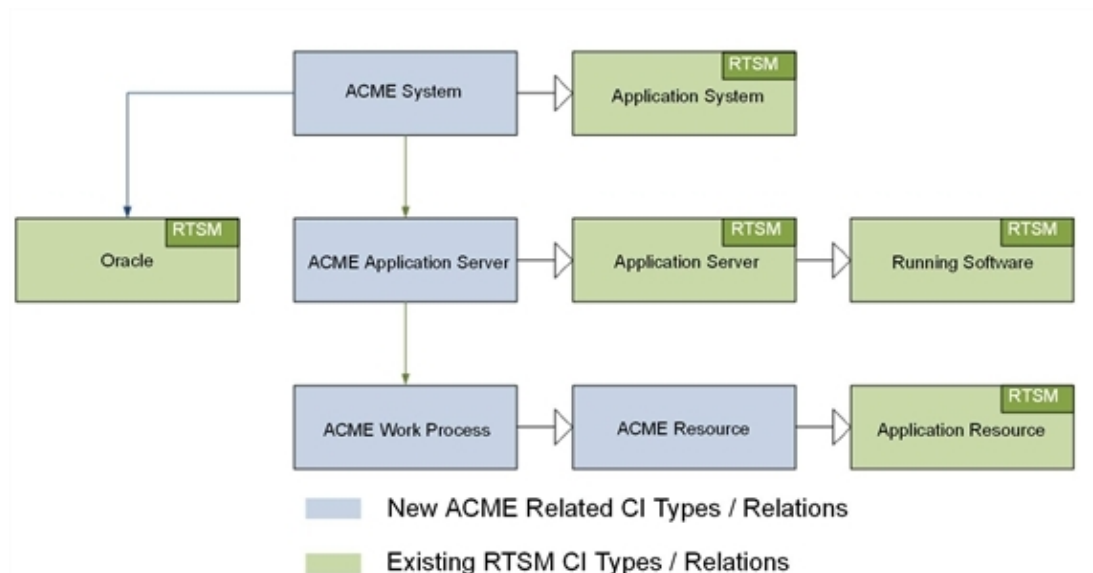 RTSM
ACME System
Application System
RTSM
RTSM
RTSM
Oracle
ACME Application Server
Application Server
Running Software
RTSM
ACME Work Process
ACME Resource
Application Resource
New ACME Related CI Types / Relations
Existing RTSM CI Types / Relations